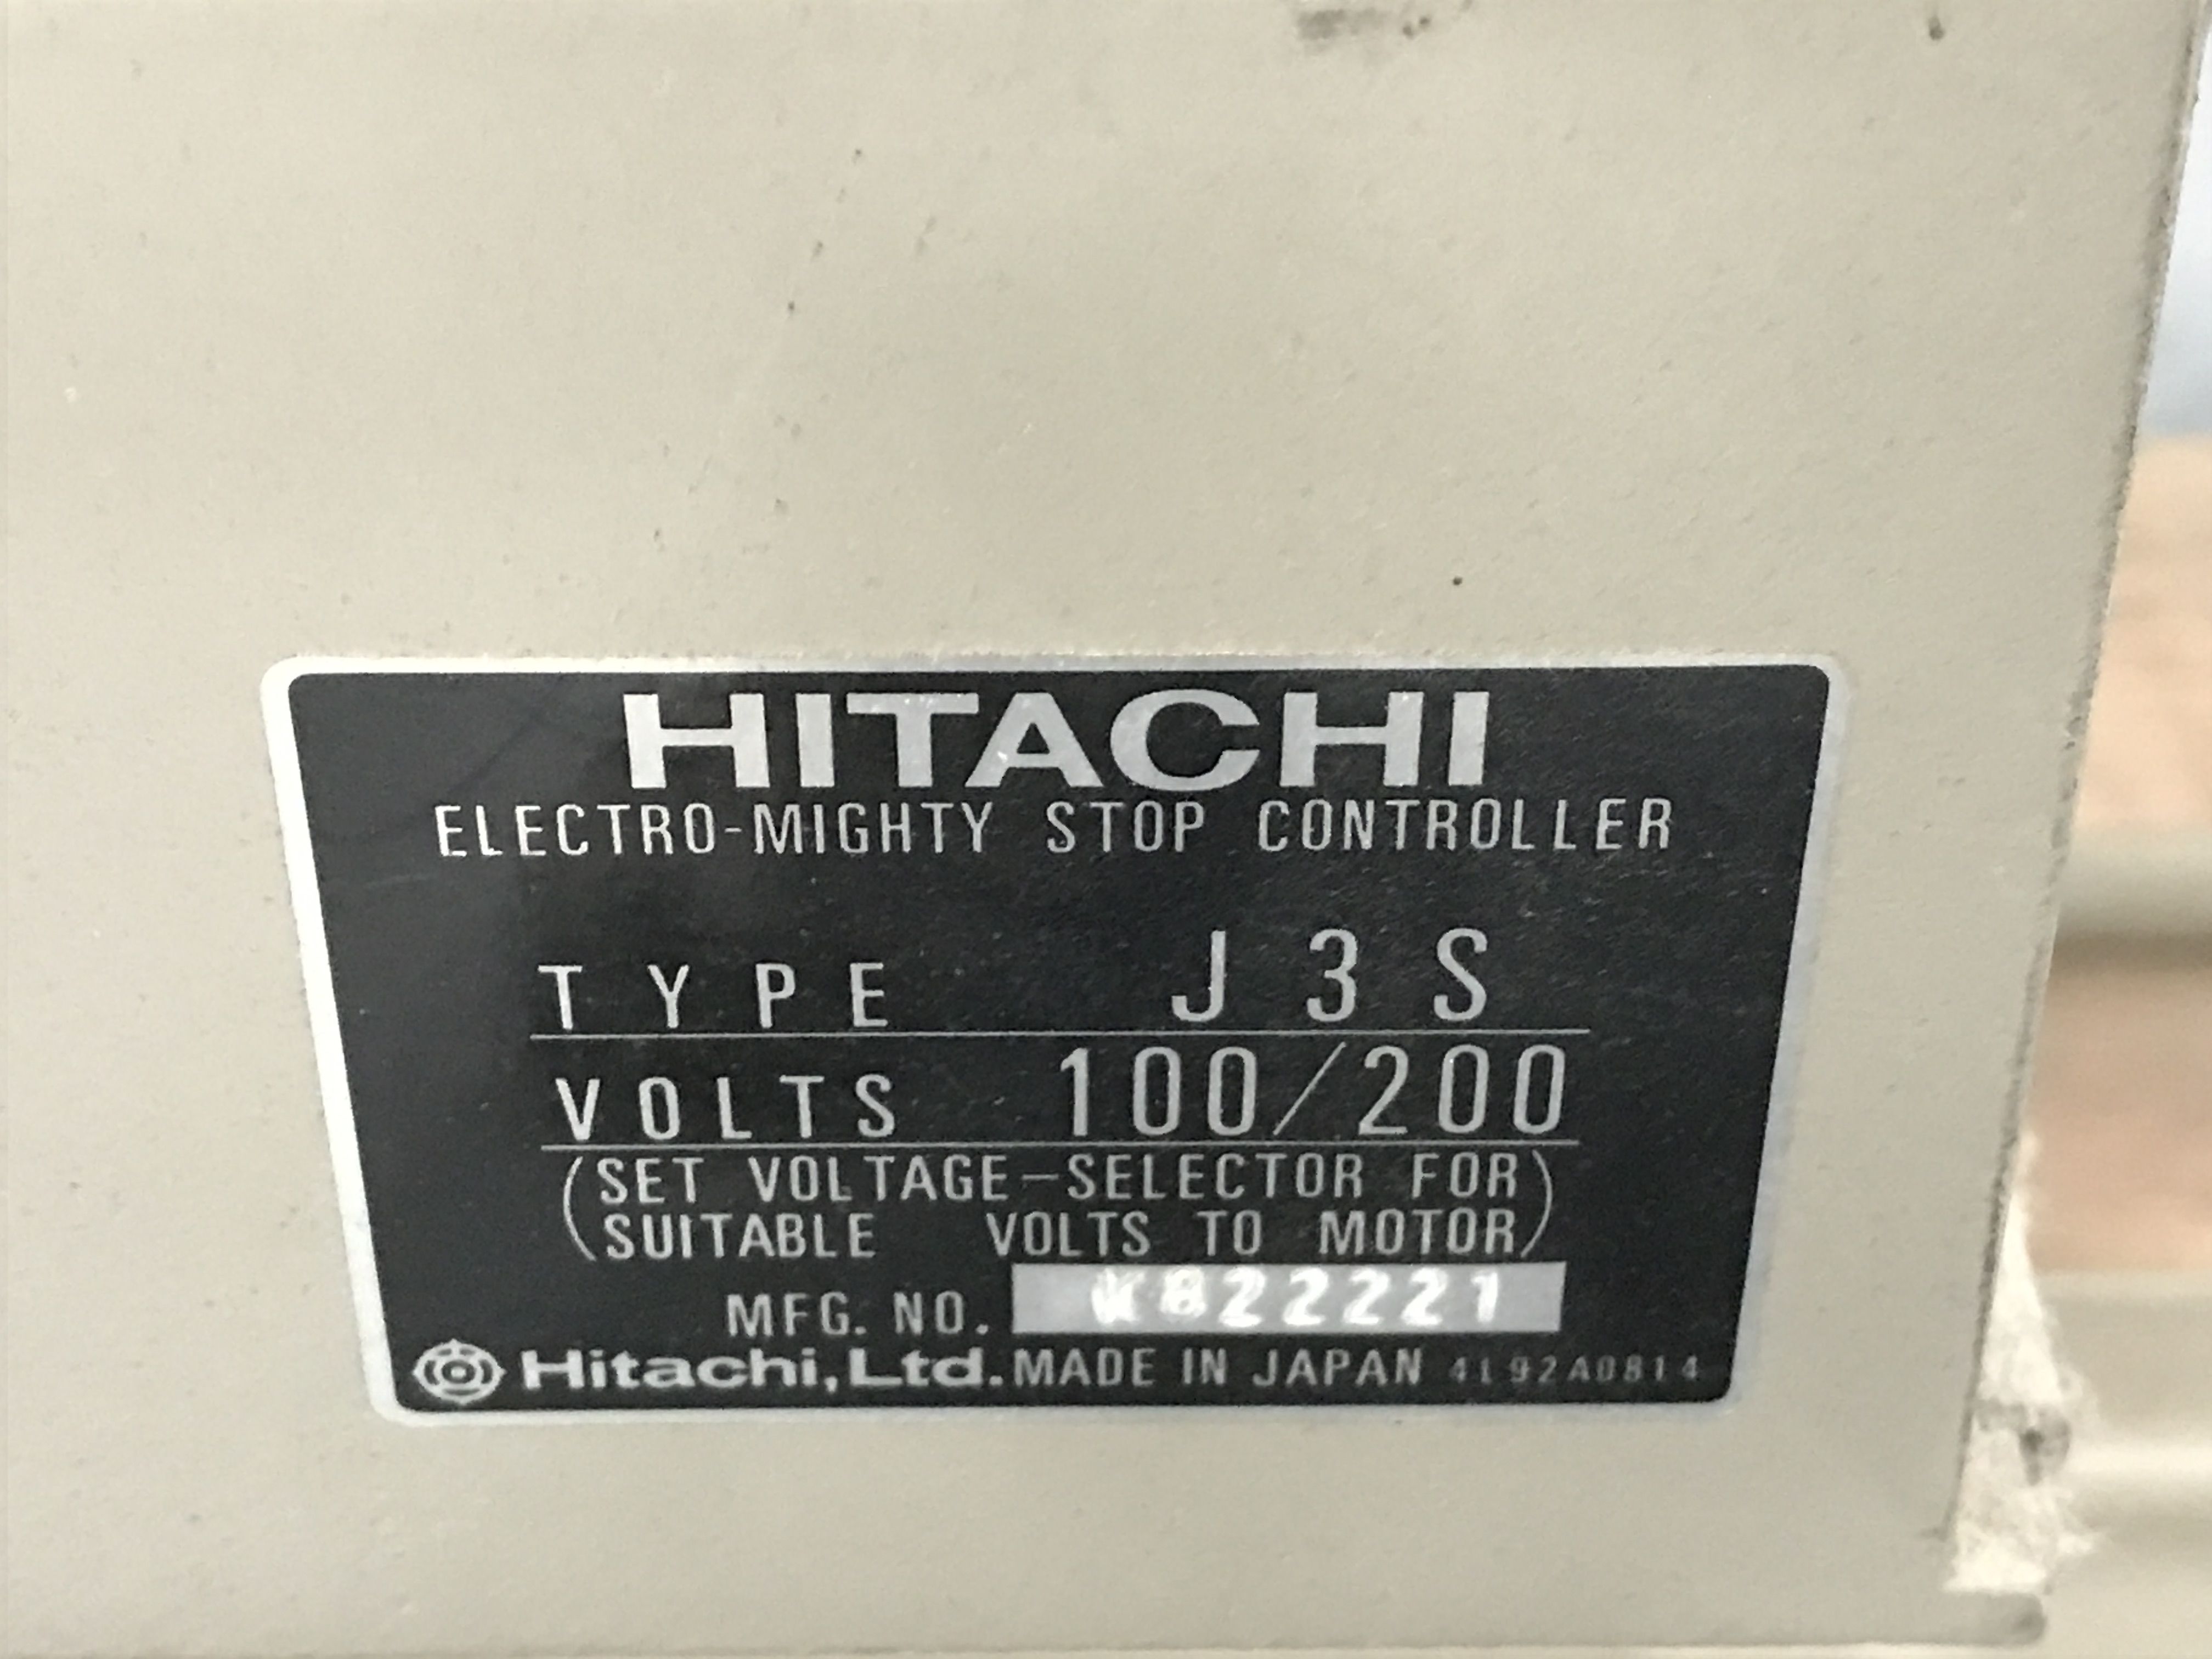 HITACHI
ELECTRO-MIGHTY STOP CONTROLLER
TYPE J3S
VOLTS 100/200
(SET VOLTAGE-SELECTOR FOR
SUITABLE VOLTS TO MOTOR)
MFG. NO. K822221
Hitachi, Ltd. MADE IN JAPAN 4L92A0814